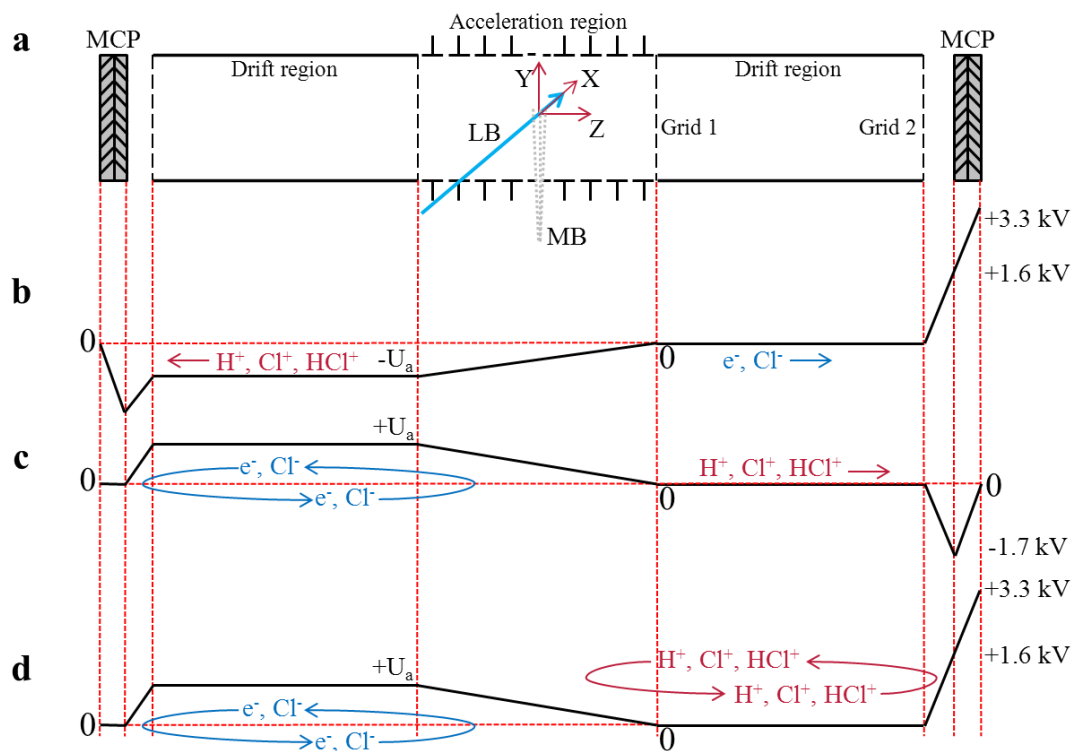 a
MCP
Acceleration region
MCP
Drift region
Drift region
Y
X
Z
LB
MB
Grid 1
Grid 2
b
+3.3 kV
+1.6 kV
0
H⁺, Cl⁺, HCl⁺
-Uₐ
0
e⁻, Cl⁻
c
+Uₐ
0
e⁻, Cl⁻
e⁻, Cl⁻
0
H⁺, Cl⁺, HCl⁺
0
-1.7 kV
d
+3.3 kV
+1.6 kV
+Uₐ
0
e⁻, Cl⁻
e⁻, Cl⁻
0
H⁺, Cl⁺, HCl⁺
H⁺, Cl⁺, HCl⁺